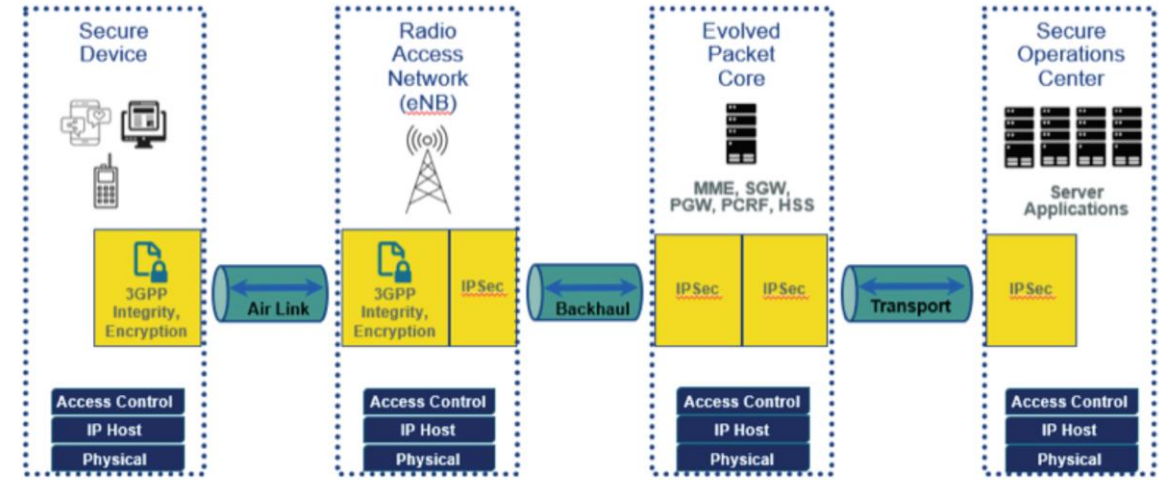 Secure
Device
3GPP
Integrity,
Encryption
Access Control
IP Host
Physical
Air Link
Radio
Access
Network
(eNB)
3GPP
Integrity,
Encryption
IPSec
Access Control
IP Host
Physical
Backhaul
Evolved
Packet
Core
MME, SGW,
PGW, PCRF, HSS
IPSec
IPSec
Access Control
IP Host
Physical
Transport
Secure
Operations
Center
Server
Applications
IPSec
Access Control
IP Host
Physical